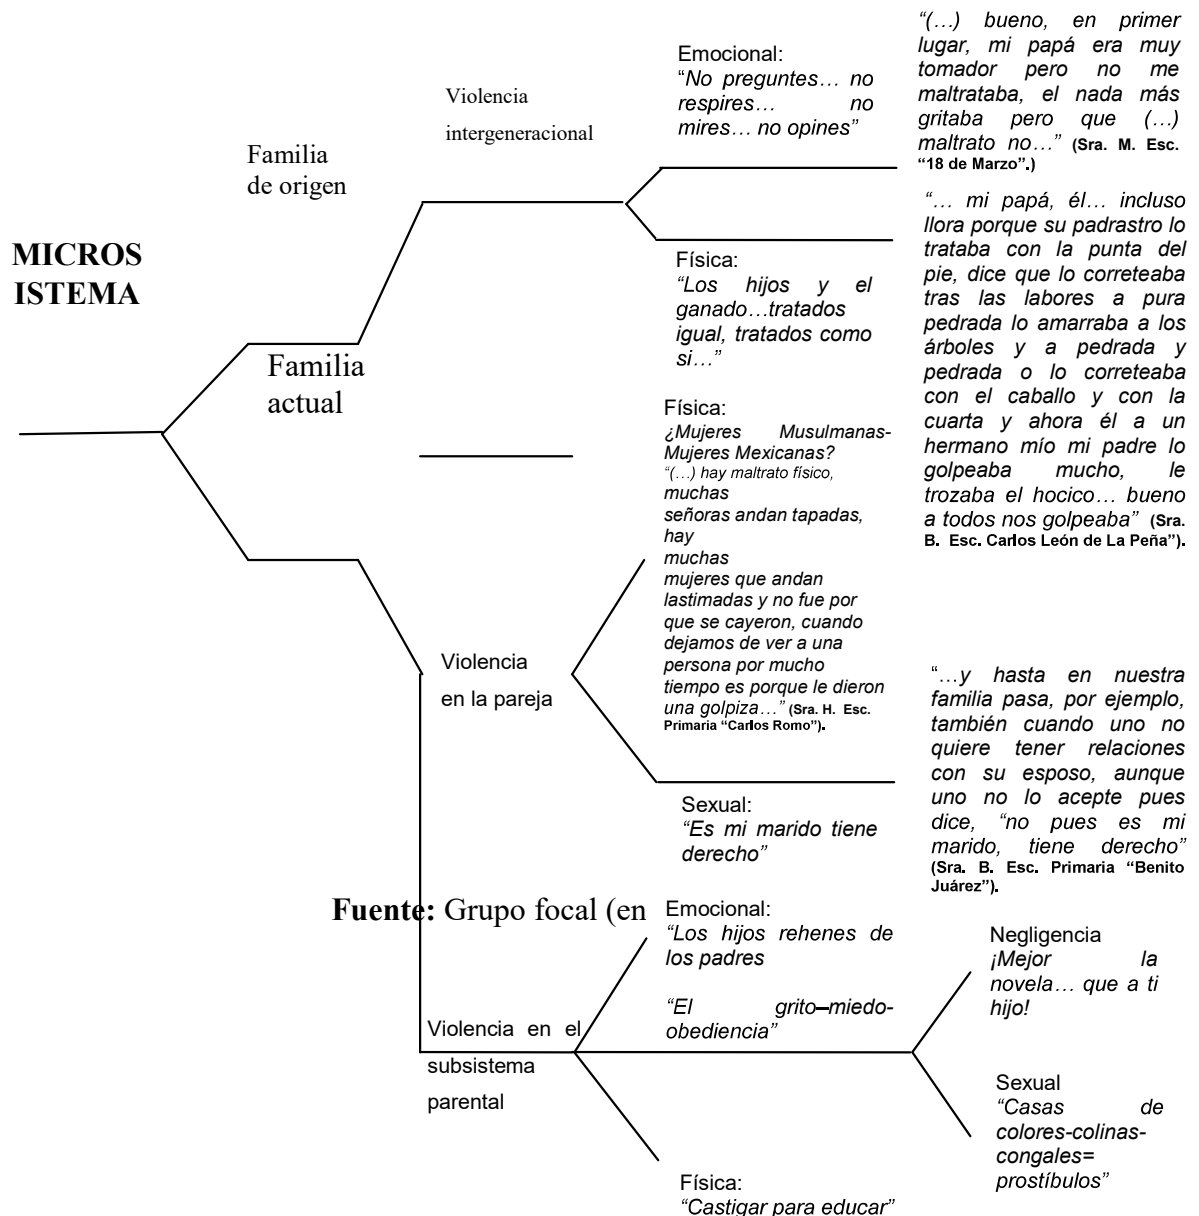 MICROS
ISTEMA
Familia
de origen
Violencia
intergeneracional
Emocional:
“No preguntes… no
respires… no
mires… no opines”
“(…) bueno, en primer
lugar, mi papá era muy
tomador pero no me
maltrataba, el nada más
gritaba pero que (…)
maltrato no…” (Sra. M. Esc.
“18 de Marzo”.)
Física:
“Los hijos y el
ganado…tratados
igual, tratados como
si…”
“… mi papá, él… incluso
llora porque su padrastro lo
trataba con la punta del
pie, dice que lo correteaba
tras las labores a pura
pedrada lo amarraba a los
árboles y a pedrada y
pedrada o lo correteaba
con el caballo y con la
cuarta y ahora él a un
hermano mío mi padre lo
golpeaba mucho, le
trozaba el hocico… bueno
a todos nos golpeaba” (Sra.
B. Esc. Carlos León de La Peña”).
Familia
actual
Violencia
en la pareja
Física:
¿Mujeres Musulmanas-
Mujeres Mexicanas?
“(…) hay maltrato físico,
muchas
señoras andan tapadas,
hay
muchas
mujeres que andan
lastimadas y no fue por
que se cayeron, cuando
dejamos de ver a una
persona por mucho
tiempo es porque le dieron
una golpiza…” (Sra. H. Esc.
Primaria “Carlos Romo”).
Sexual:
“Es mi marido tiene
derecho”
“…y hasta en nuestra
familia pasa, por ejemplo,
también cuando uno no
quiere tener relaciones
con su esposo, aunque
uno no lo acepte pues
dice, “no pues es mi
marido, tiene derecho”
(Sra. B. Esc. Primaria “Benito
Juárez”).
Fuente: Grupo focal (en
Violencia en el
subsistema
parental
Emocional:
“Los hijos rehenes de
los padres
“El grito–miedo-
obediencia”
Negligencia
¡Mejor la
novela… que a ti
hijo!
Sexual
“Casas de
colores-colinas-
congales=
prostíbulos”
Física:
“Castigar para educar”